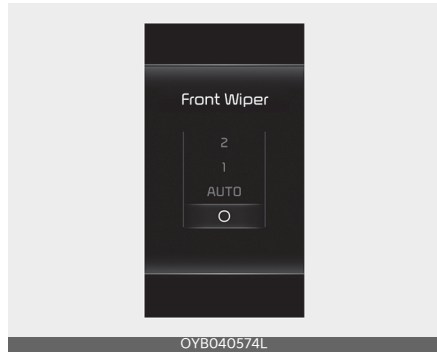 Front Wiper
2
1
AUTO
O
OYB040574L